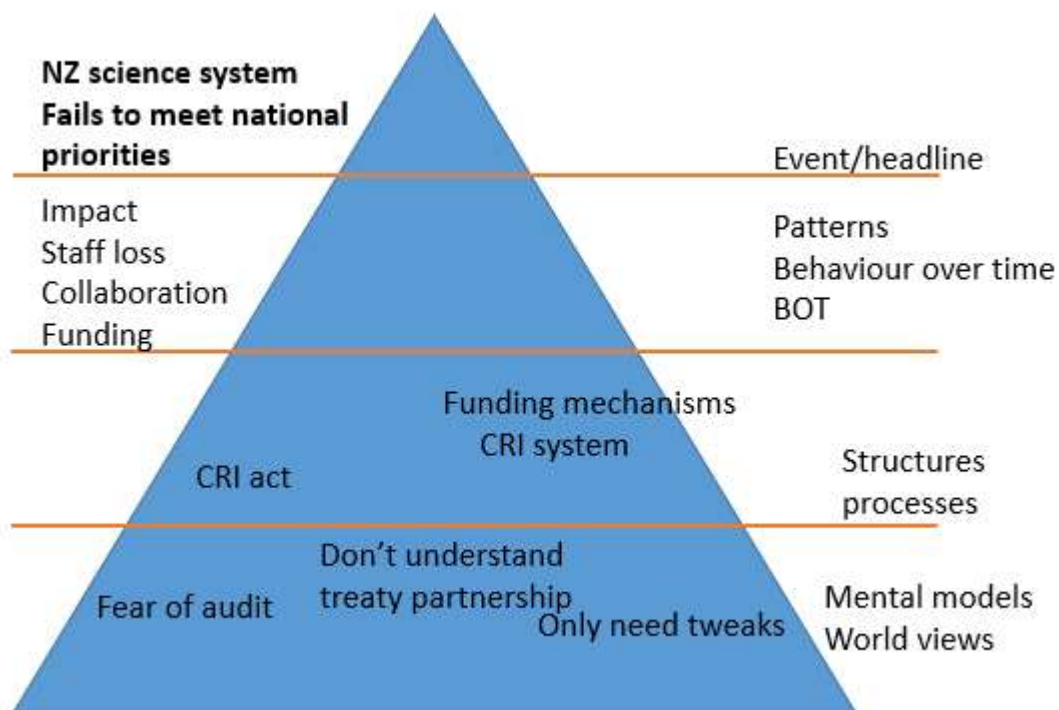 NZ science system
Fails to meet national
priorities
Event/headline
Impact
Staff loss
Collaboration
Funding
Patterns
Behaviour over time
BOT
Funding mechanisms
CRI system
CRI act
Structures
processes
Don’t understand
treaty partnership
Fear of audit
Only need tweaks
Mental models
World views